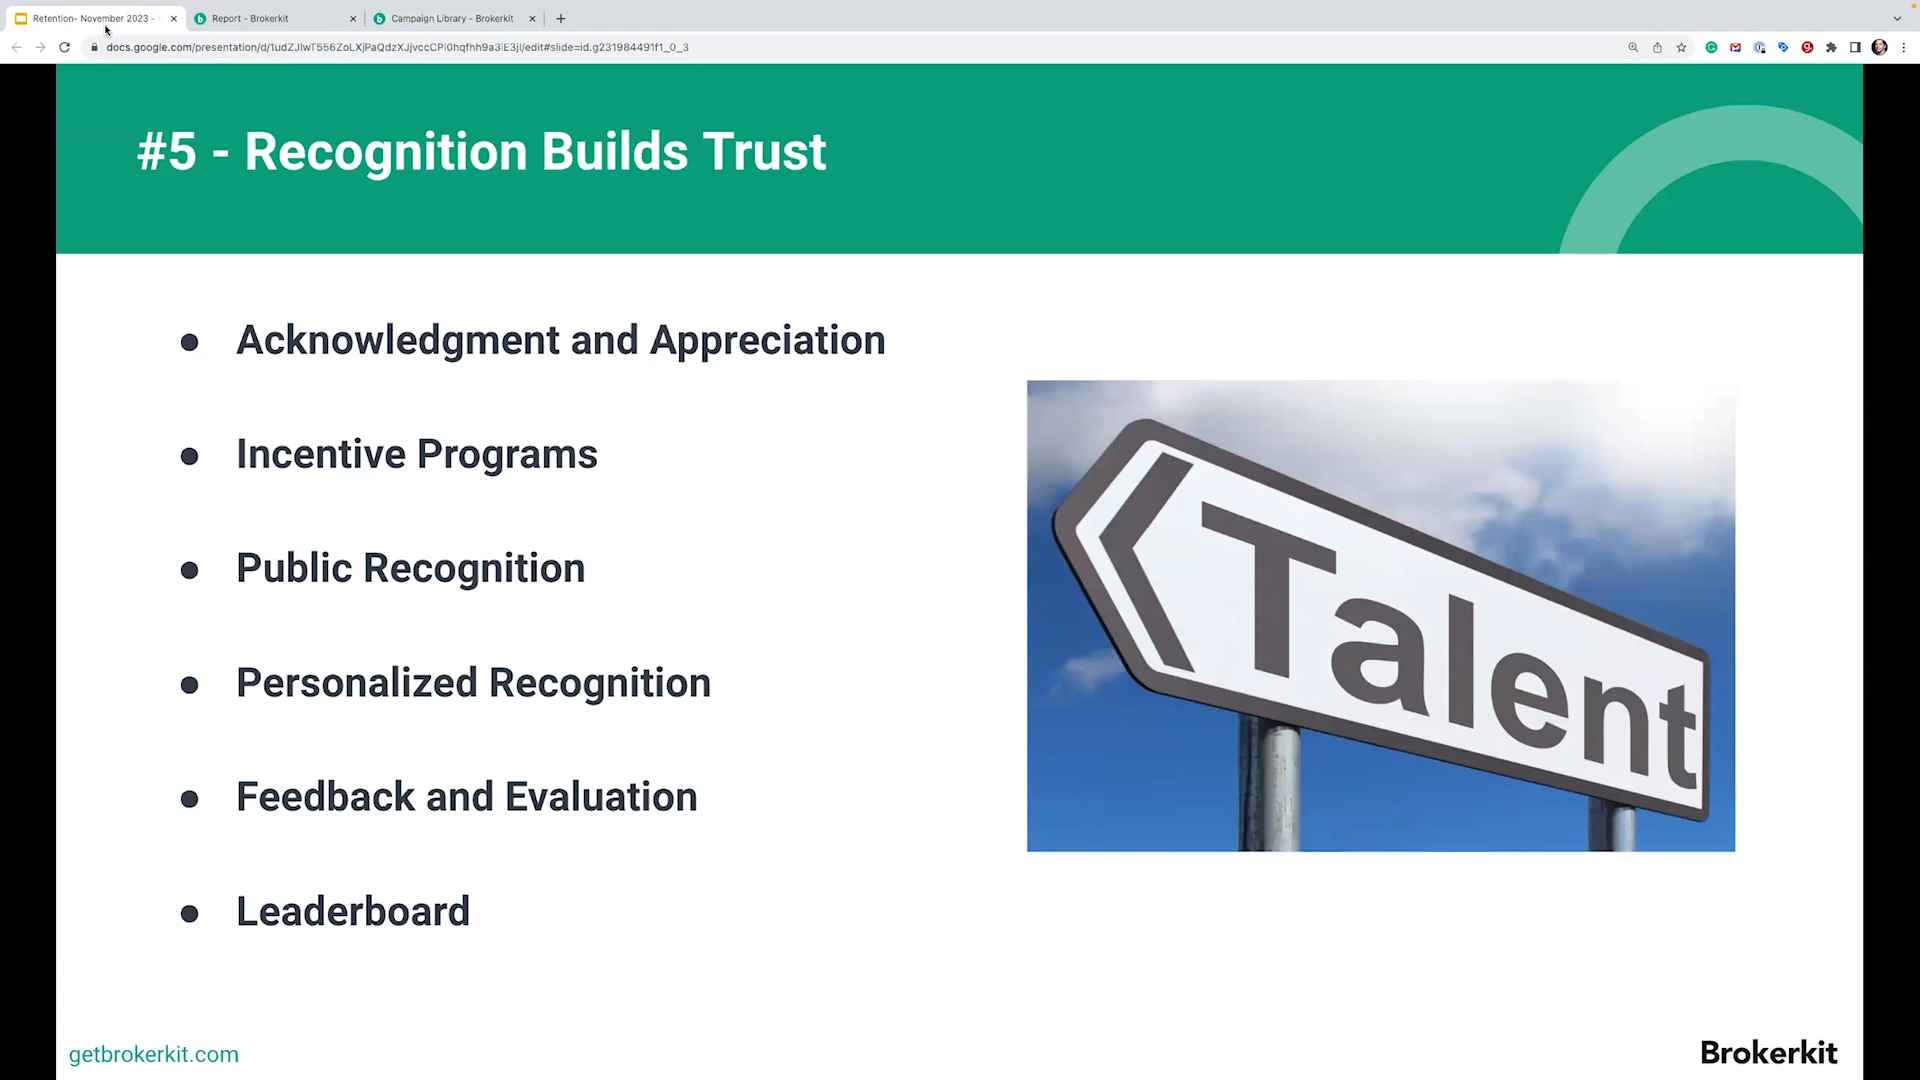 Retention- November 2023 -
Report - Brokerkit
Campaign Library - Brokerkit
#5 - Recognition Builds Trust
Acknowledgment and Appreciation
Incentive Programs
Public Recognition
Personalized Recognition
Feedback and Evaluation
Leaderboard
Talent
getbrokerkit.com
Brokerkit